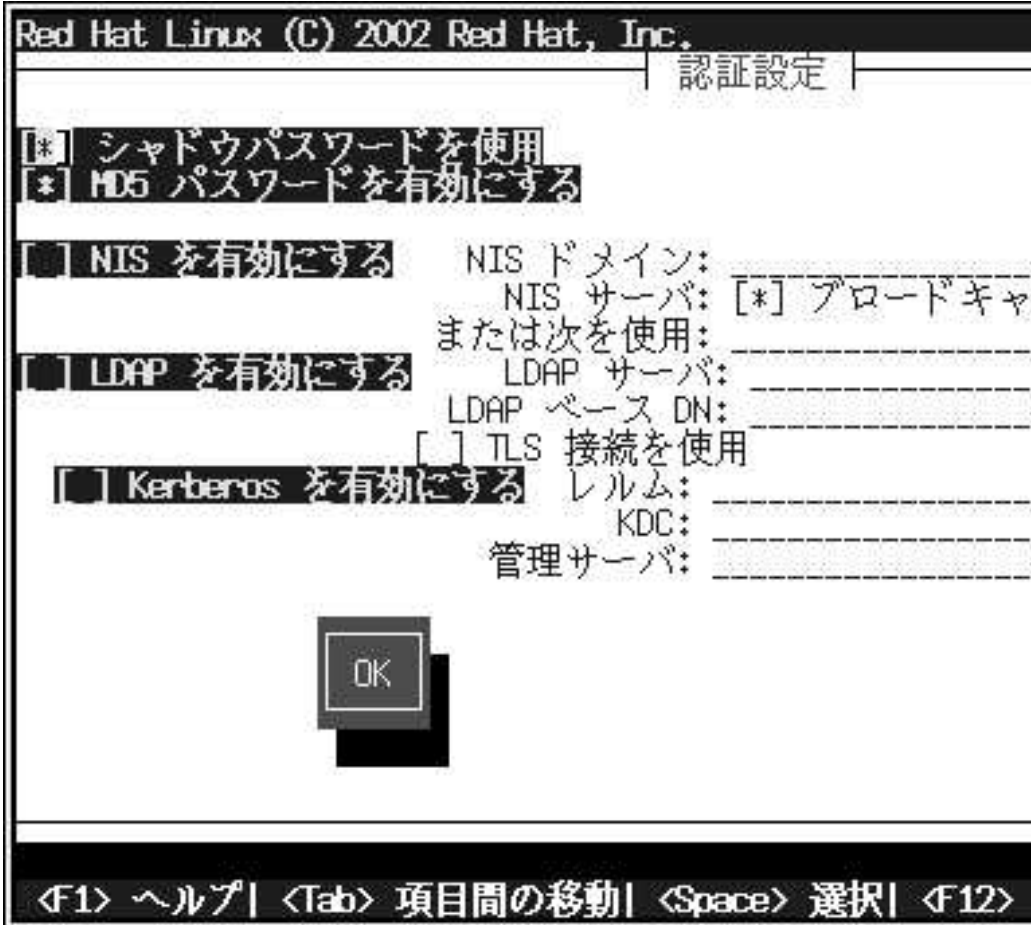 Red Hat Linux (C) 2002 Red Hat, Inc.
認証設定
[*] シャドウパスワードを使用
[*] MD5 パスワードを有効にする
[ ] NIS を有効にする NIS ドメイン:
NIS サーバ: [*] ブロードキャ
または次を使用:
[ ] LDAP を有効にする LDAP サーバ:
LDAP ベース DN:
[ ] TLS 接続を使用
[ ] Kerberos を有効にする レルム:
KDC:
管理サーバ:
OK
<F1> ヘルプ| <Tab> 項目間の移動| <Space> 選択| <F12>